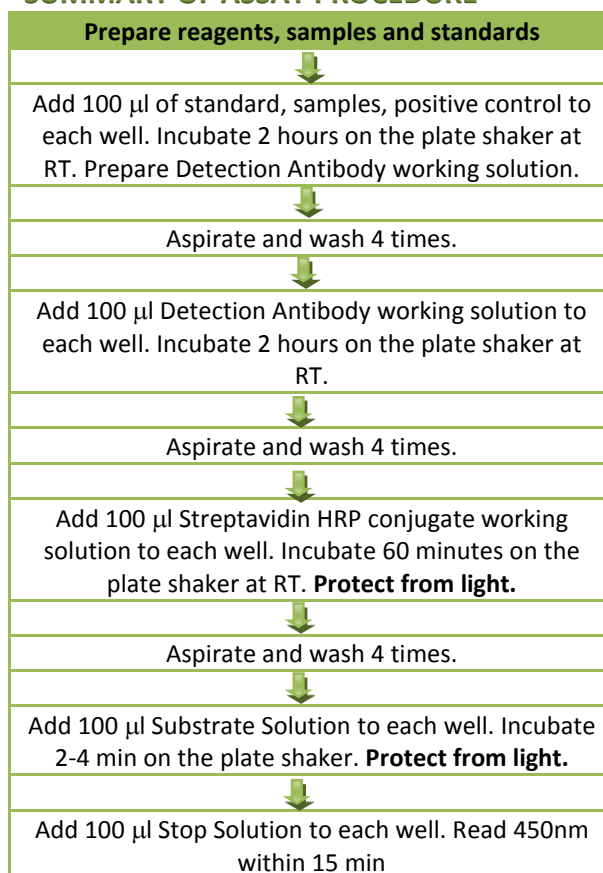 SUMMARY OF ASSAY PROCEDURE
Prepare reagents, samples and standards
Add 100 μl of standard, samples, positive control to
each well. Incubate 2 hours on the plate shaker at
RT. Prepare Detection Antibody working solution.
Aspirate and wash 4 times.
Add 100 μl Detection Antibody working solution to
each well. Incubate 2 hours on the plate shaker at
RT.
Aspirate and wash 4 times.
Add 100 μl Streptavidin HRP conjugate working
solution to each well. Incubate 60 minutes on the
plate shaker at RT. Protect from light.
Aspirate and wash 4 times.
Add 100 μl Substrate Solution to each well. Incubate
2-4 min on the plate shaker. Protect from light.
Add 100 μl Stop Solution to each well. Read 450nm
within 15 min